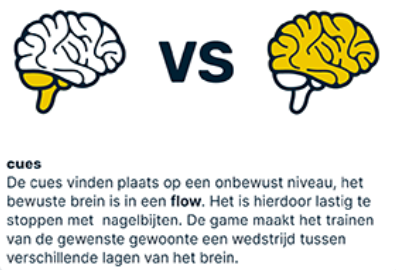 VS
cues
De cues vinden plaats op een onbewust niveau, het
bewuste brein is in een flow. Het is hierdoor lastig te
stoppen met nagelbijten. De game maakt het trainen
van de gewenste gewoonte een wedstrijd tussen
verschillende lagen van het brein.